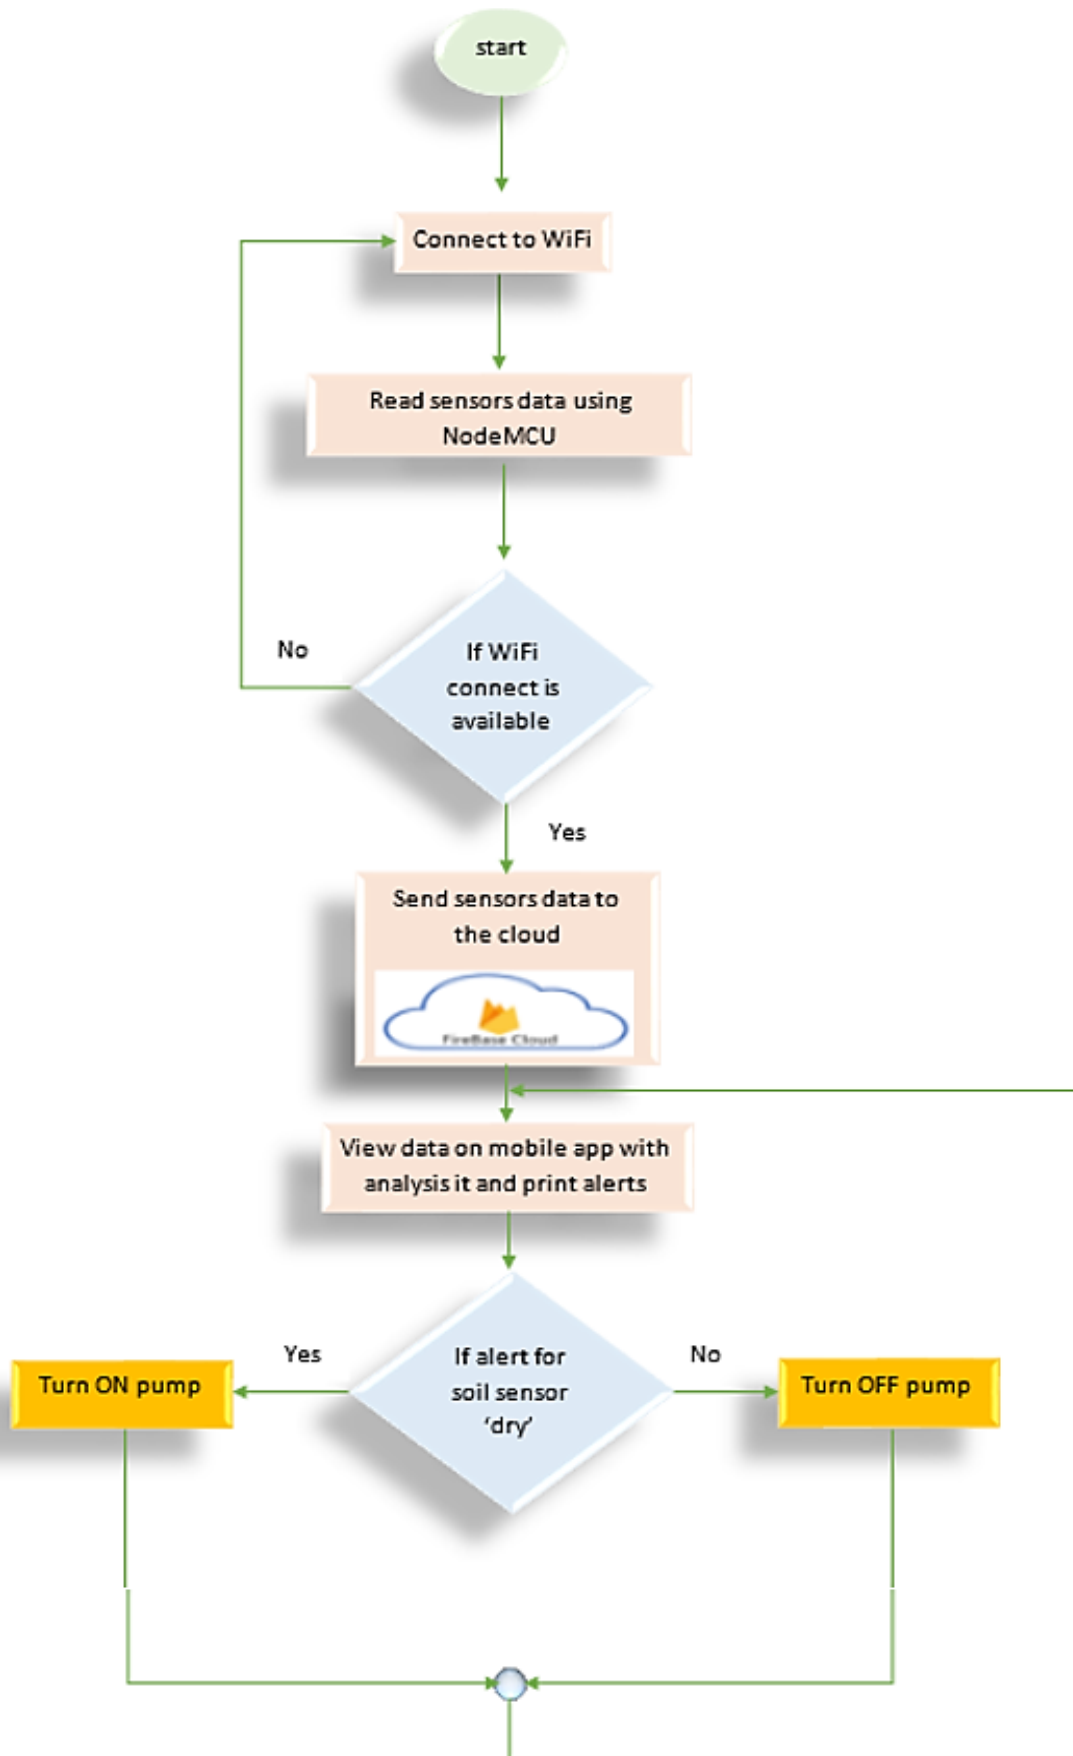 start
Connect to WiFi
Read sensors data using
NodeMCU
No
If WiFi
connect is
available
Yes
Send sensors data to
the cloud
FireBase Cloud
View data on mobile app with
analysis it and print alerts
Yes
If alert for
soil sensor
‘dry’
No
Turn ON pump
Turn OFF pump